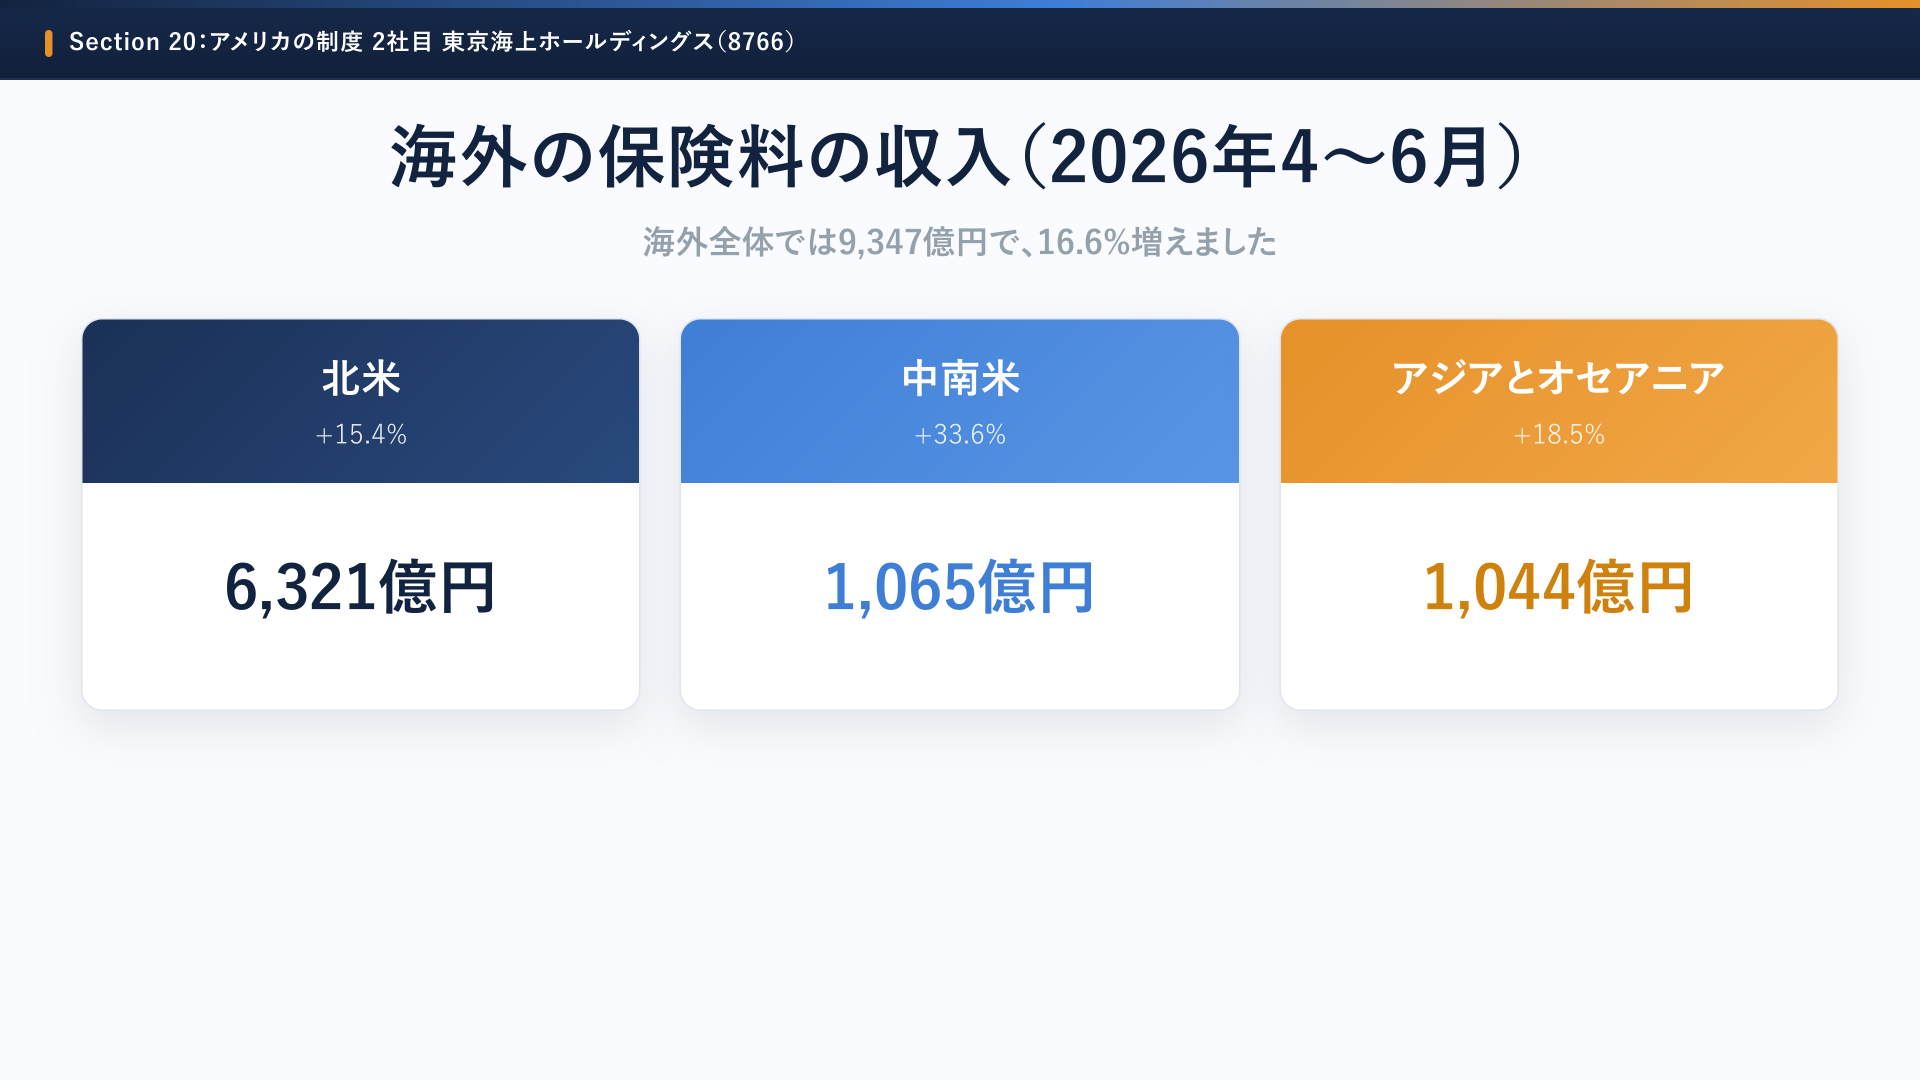 Section 20：アメリカの制度 2社目 東京海上ホールディングス（8766）
海外の保険料の収入（2026年4〜6月）
海外全体では9,347億円で、16.6%増えました
北米
+15.4%
6,321億円
中南米
+33.6%
1,065億円
アジアとオセアニア
+18.5%
1,044億円